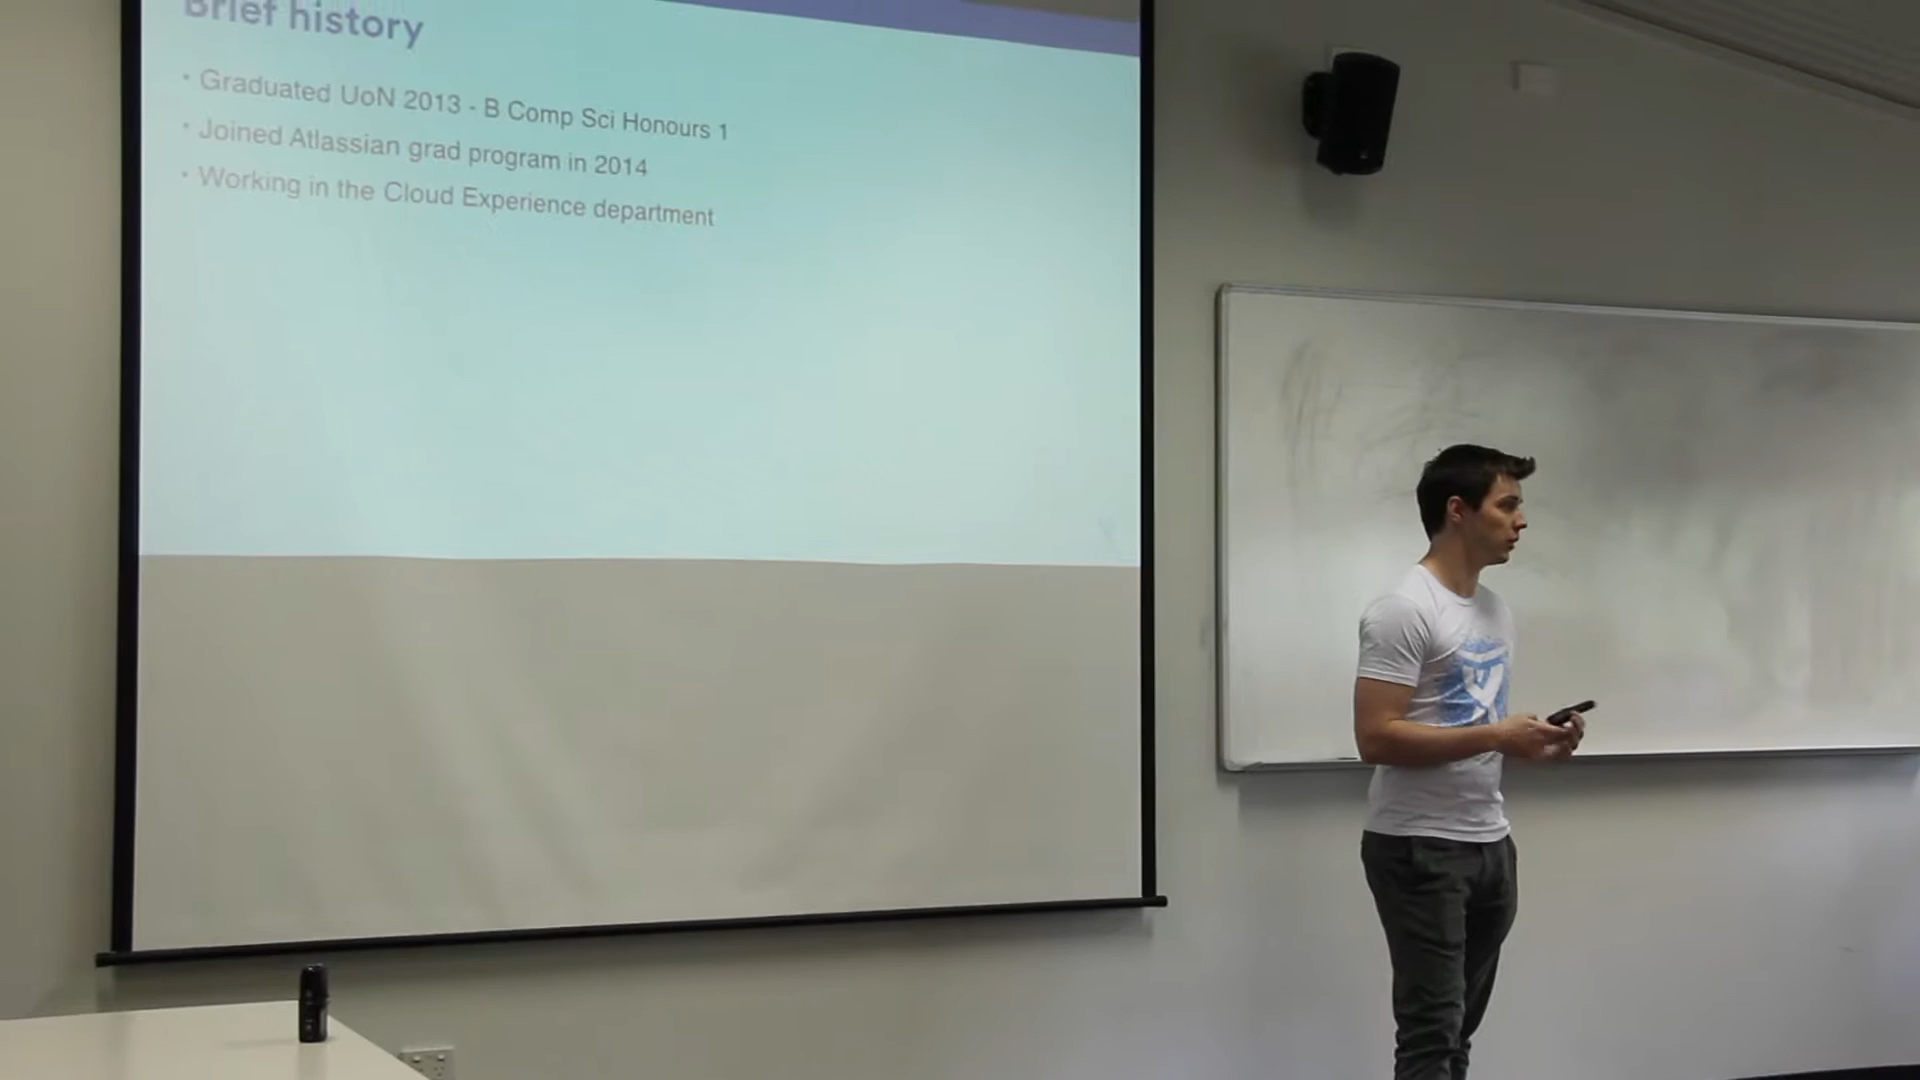 Brief history
• Graduated UoN 2013 - B Comp Sci Honours 1
• Joined Atlassian grad program in 2014
• Working in the Cloud Experience department